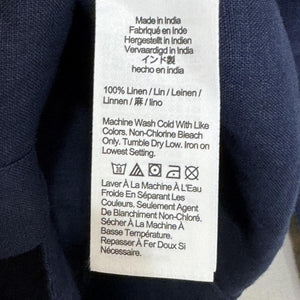 Made in India
Fabriqué en Inde
Hergestellt in Indien
Vervaardigd in India
インド製
hecho en india
100% Linen / Lin / Leinen /
Linnen / 麻 / lino
Machine Wash Cold With Like
Colors. Non-Chlorine Bleach
Only. Tumble Dry Low. Iron on
Lowest Setting.
Laver À La Machine À L'Eau
Froide Et Séparement Les
Couleurs. Seulement Agent
De Blanchiment Non-Chloré.
Sécher À La Machine À
Basse Température.
Repasser À Fer Doux Si
Nécessaire.